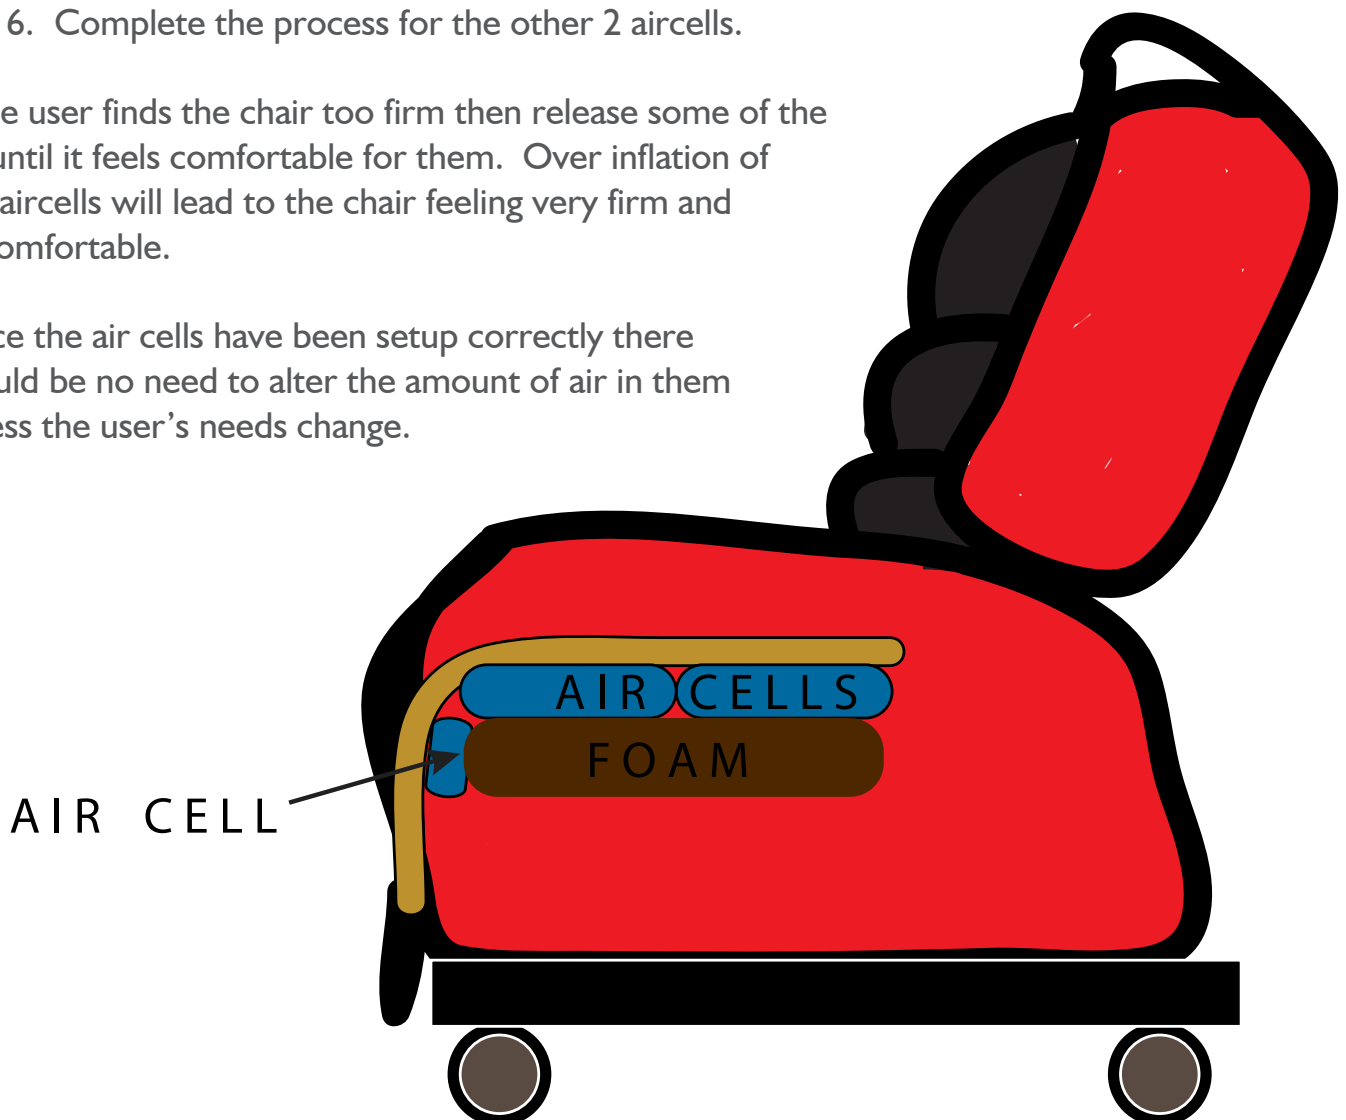 6. Complete the process for the other 2 aircells.
e user finds the chair too firm then release some of the
until it feels comfortable for them. Over inflation of
aircells will lead to the chair feeling very firm and
omfortable.
ce the air cells have been setup correctly there
uld be no need to alter the amount of air in them
ess the user’s needs change.
AIR CELLS
FOAM
AIR CELL